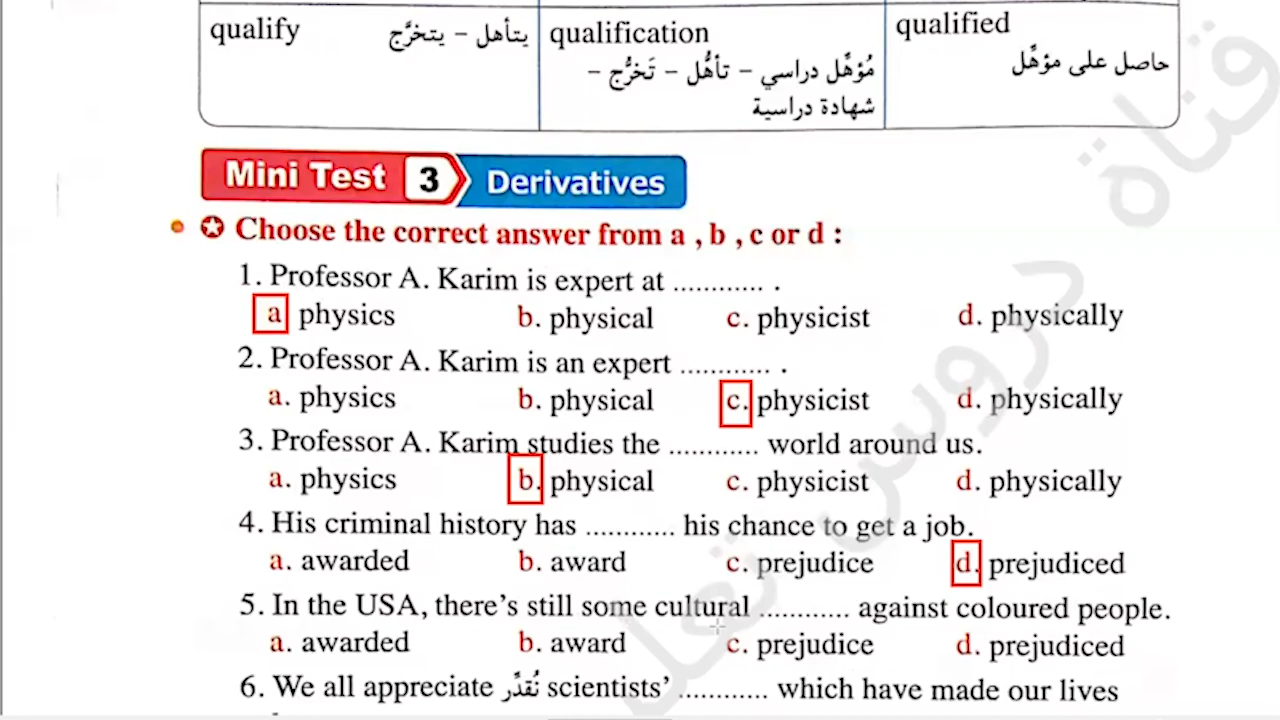 qualify يتأهل – يتخرَّج
qualification
مُؤهِّل دراسي – تأهُّل – تَخرُّج –
شهادة دراسية
qualified
حاصل على مؤهِّل
Mini Test 3 Derivatives
Choose the correct answer from a , b , c or d :
1. Professor A. Karim is expert at ............ .
a physics b. physical c. physicist d. physically
2. Professor A. Karim is an expert ............ .
a. physics b. physical c. physicist d. physically
3. Professor A. Karim studies the ............ world around us.
a. physics b. physical c. physicist d. physically
4. His criminal history has ............ his chance to get a job.
a. awarded b. award c. prejudice d. prejudiced
5. In the USA, there's still some cultural ............ against coloured people.
a. awarded b. award c. prejudice d. prejudiced
6. We all appreciate نُقدِّر scientists' ............ which have made our lives
قناة دروس تعلم